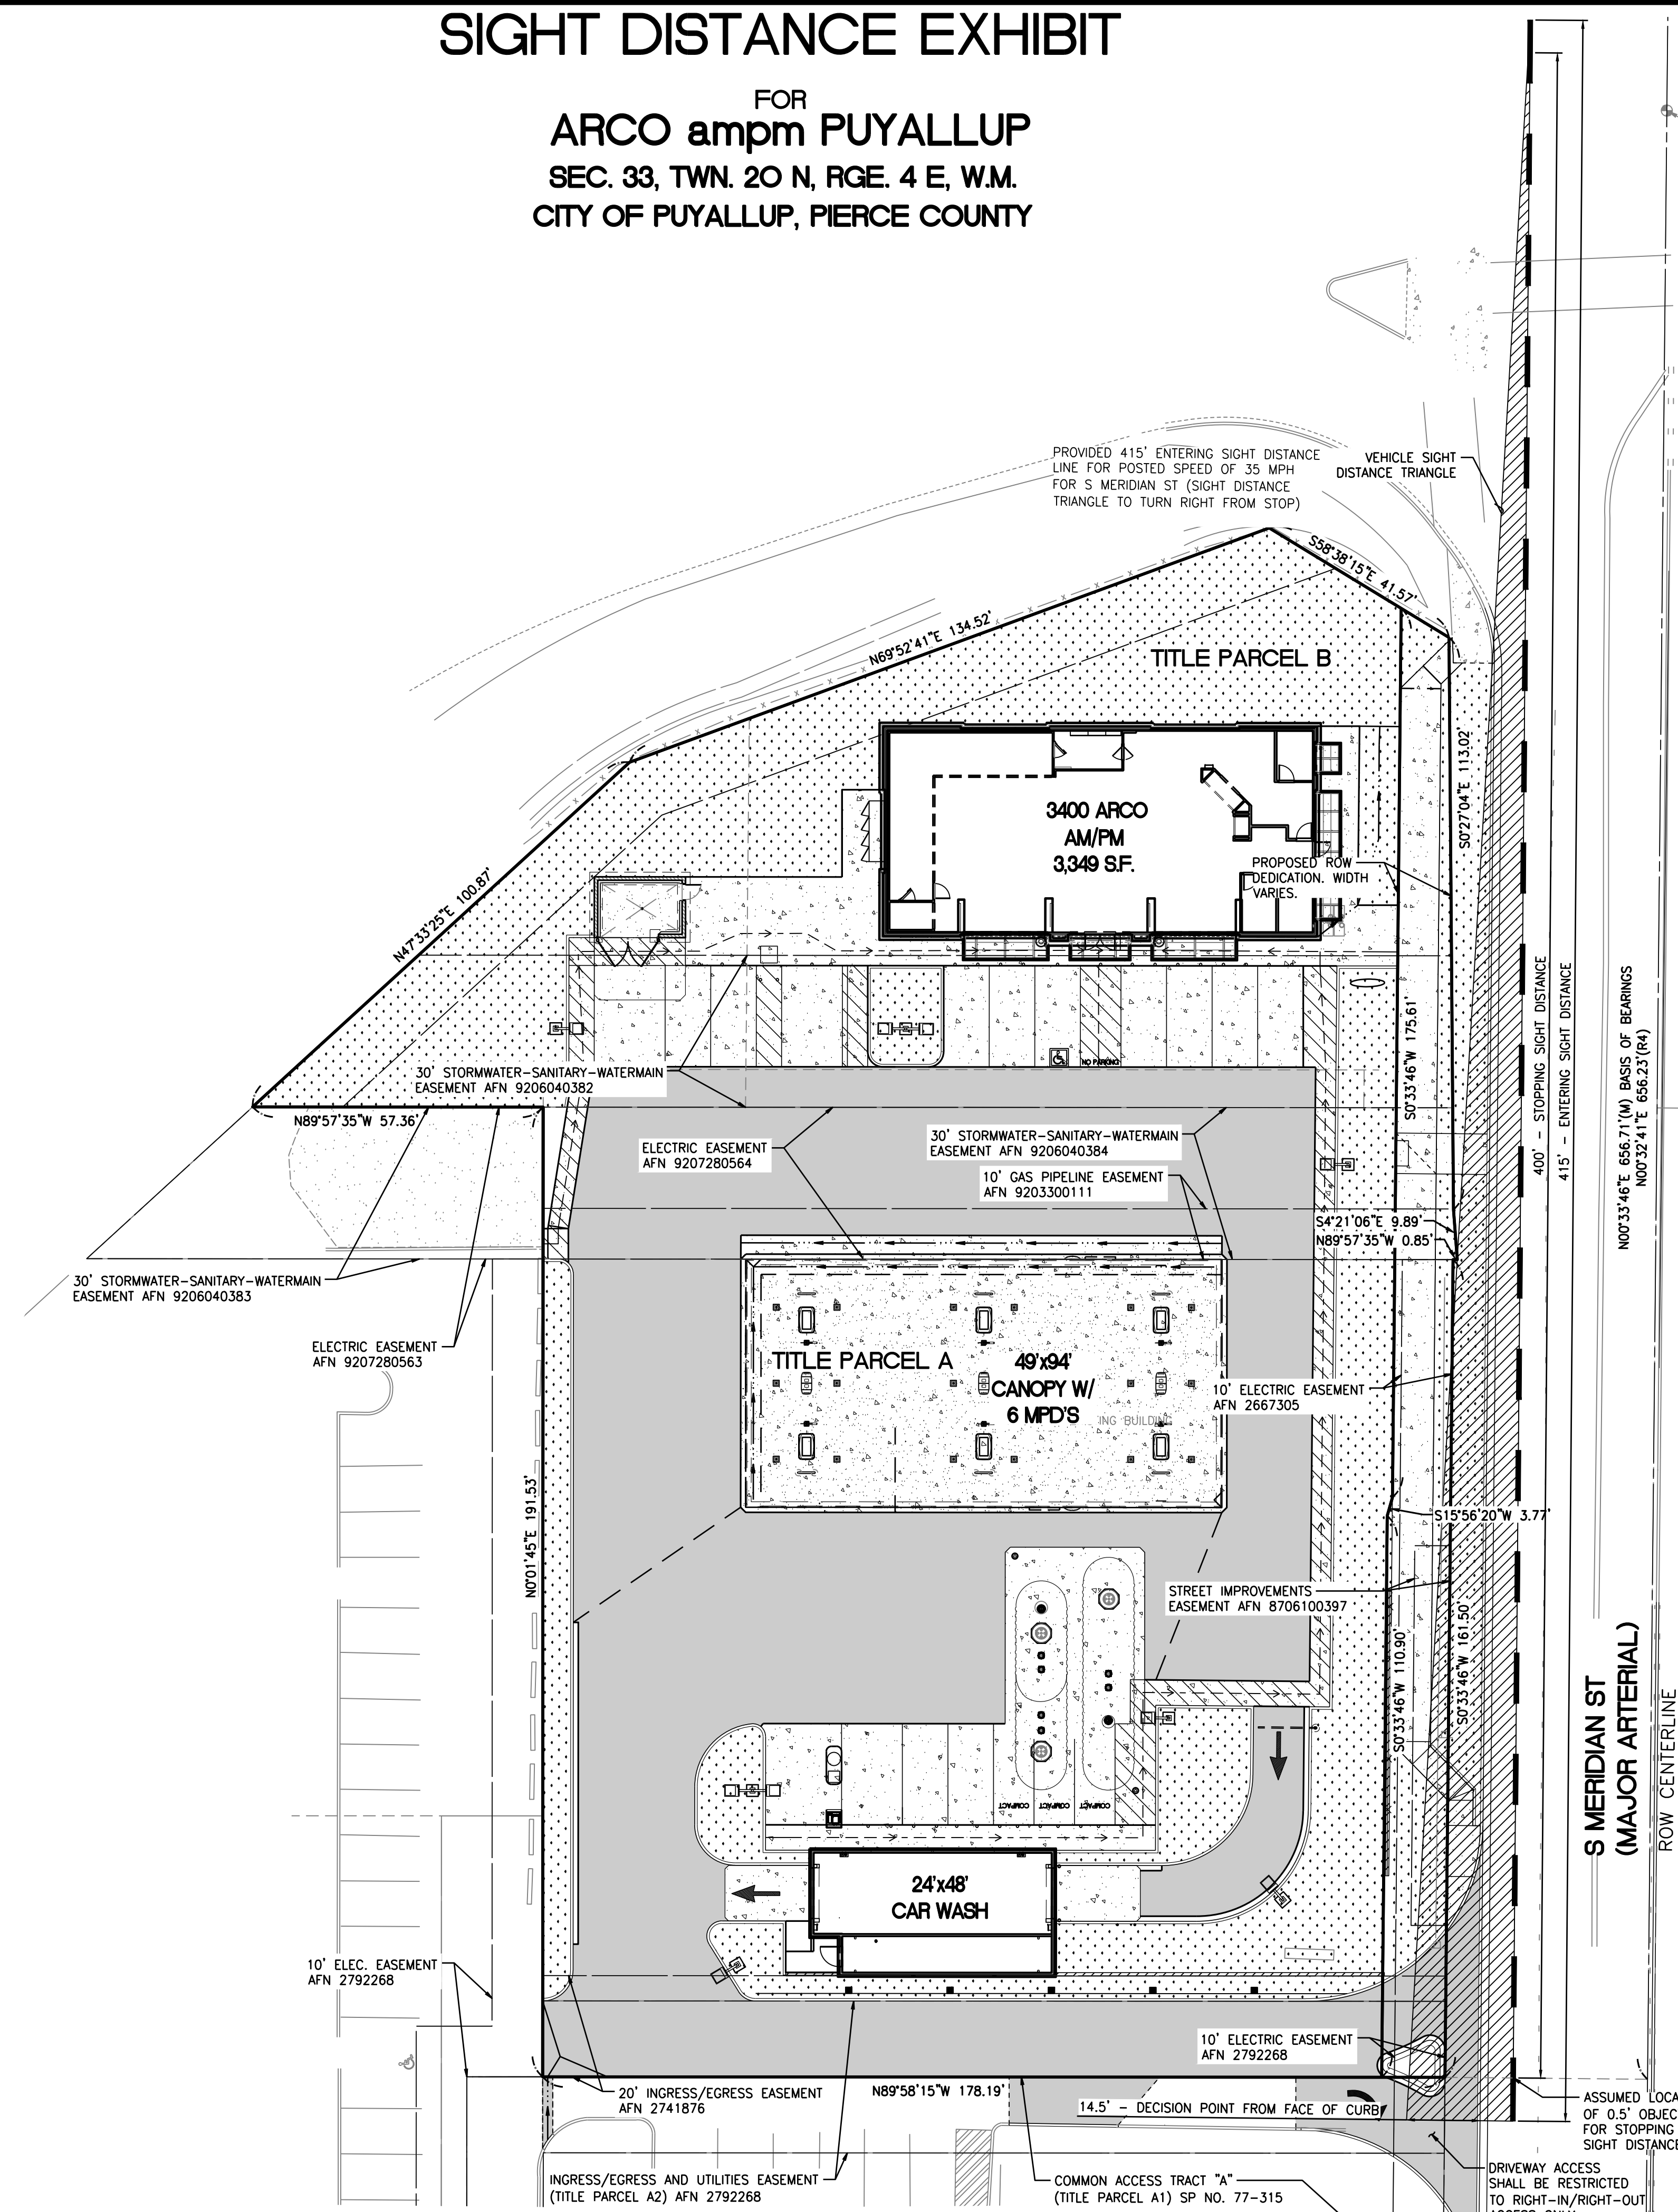 SIGHT DISTANCE EXHIBIT
FOR
ARCO ampm PUYALLUP
SEC. 33, TWN. 20 N, RGE. 4 E, W.M.
CITY OF PUYALLUP, PIERCE COUNTY
PROVIDED 415' ENTERING SIGHT DISTANCE
LINE FOR POSTED SPEED OF 35 MPH
FOR S MERIDIAN ST (SIGHT DISTANCE
TRIANGLE TO TURN RIGHT FROM STOP)
VEHICLE SIGHT
DISTANCE TRIANGLE
S58°38'15"E 41.57'
N69°52'41"E 134.52'
TITLE PARCEL B
S0°27'04"E 113.02'
3400 ARCO
AM/PM
3,349 S.F.
PROPOSED ROW
DEDICATION. WIDTH
VARIES.
N47°33'25"E 100.87'
400' - STOPPING SIGHT DISTANCE
415' - ENTERING SIGHT DISTANCE
N00°33'46"E 656.71'(M) BASIS OF BEARINGS
N00°32'41"E 656.23'(R4)
S0°33'46"W 175.61'
NO PARKING
30' STORMWATER-SANITARY-WATERMAIN
EASEMENT AFN 9206040382
N89°57'35"W 57.36'
ELECTRIC EASEMENT
AFN 9207280564
30' STORMWATER-SANITARY-WATERMAIN
EASEMENT AFN 9206040384
10' GAS PIPELINE EASEMENT
AFN 9203300111
S4°21'06"E 9.89'
N89°57'35"W 0.85'
30' STORMWATER-SANITARY-WATERMAIN
EASEMENT AFN 9206040383
ELECTRIC EASEMENT
AFN 9207280563
TITLE PARCEL A
49'x94'
CANOPY W/
6 MPD'S
ING BUILDING
10' ELECTRIC EASEMENT
AFN 2667305
N0°01'45"E 191.53'
S15°56'20"W 3.77'
STREET IMPROVEMENTS
EASEMENT AFN 8706100397
S0°33'46"W 110.90'
S0°33'46"W 161.50'
S MERIDIAN ST
(MAJOR ARTERIAL)
ROW CENTERLINE
COMPACT
COMPACT
COMPACT
24'x48'
CAR WASH
10' ELEC. EASEMENT
AFN 2792268
10' ELECTRIC EASEMENT
AFN 2792268
20' INGRESS/EGRESS EASEMENT
AFN 2741876
N89°58'15"W 178.19'
14.5' - DECISION POINT FROM FACE OF CURB
ASSUMED
OF 0.5'
FOR STOPPING
SIGHT DISTANCE
INGRESS/EGRESS AND UTILITIES EASEMENT
(TITLE PARCEL A2) AFN 2792268
COMMON ACCESS TRACT "A"
(TITLE PARCEL A1) SP NO. 77-315
DRIVEWAY ACCESS
SHALL BE RESTRICTED
TO RIGHT-IN/RIGHT-OUT